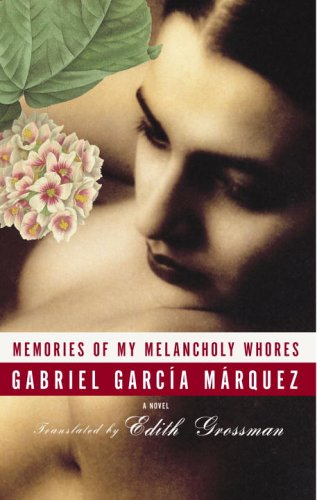 MEMORIES OF MY MELANCHOLY WHORES
GABRIEL GARCÍA MÁRQUEZ
A NOVEL
Translated by Edith Grossman